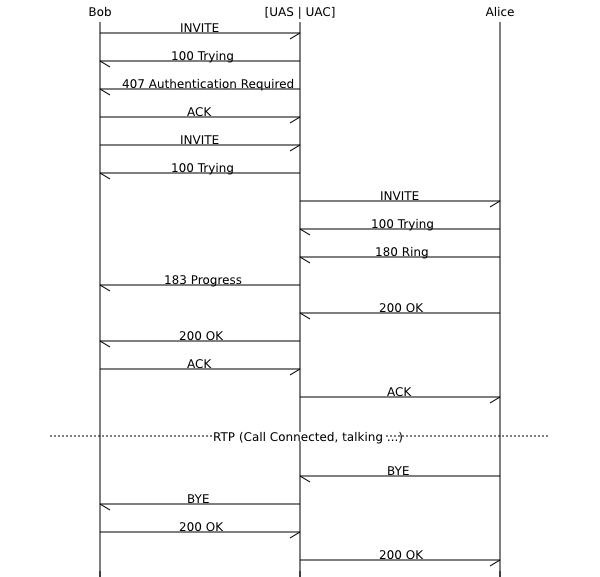 Bob [UAS | UAC] Alice
INVITE
100 Trying
407 Authentication Required
ACK
INVITE
100 Trying
INVITE
100 Trying
180 Ring
183 Progress
200 OK
200 OK
ACK
ACK
RTP (Call Connected, talking ...)
BYE
BYE
200 OK
200 OK